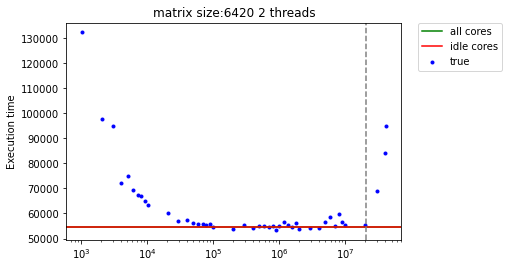 matrix size:6420 2 threads
all cores
idle cores
true
130000
120000
110000
100000
90000
80000
70000
60000
50000
Execution time
10³ 10⁴ 10⁵ 10⁶ 10⁷